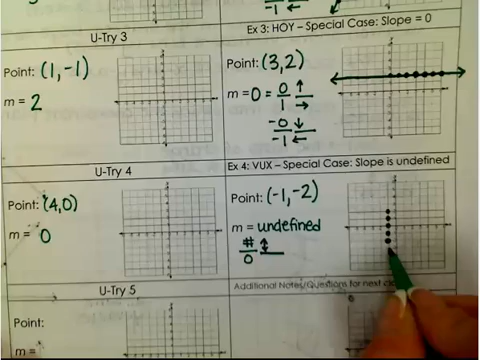 -1
U-Try 3
Ex 3: HOY – Special Case: Slope = 0
Point: (1, -1)
m = 2
Point: (3,2)
m = 0 = 0/1 ↑ →
-0/-1 ↓ ←
U-Try 4
Ex 4: VUX – Special Case: Slope is undefined
Point: (4,0)
m = 0
Point: (-1, -2)
m = undefined
#/0 ↕
U-Try 5
Additional Notes/Questions for next cl
Point:
m =